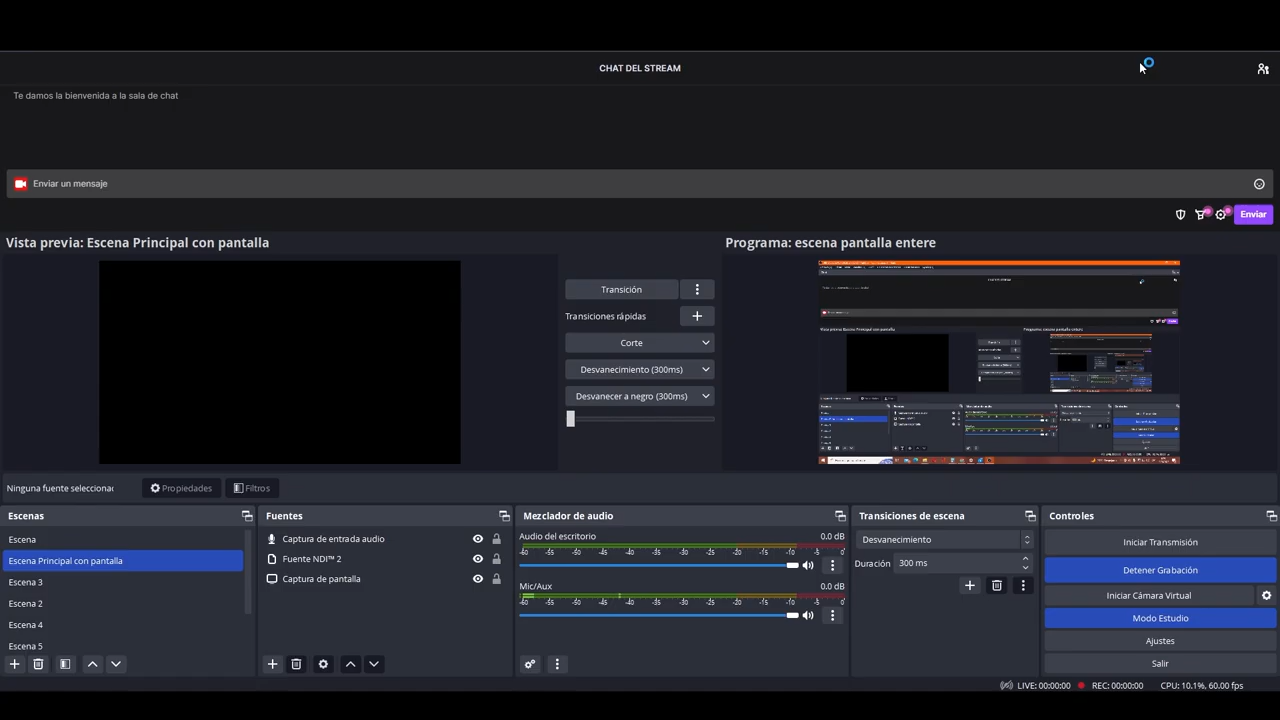 CHAT DEL STREAM
Te damos la bienvenida a la sala de chat
Enviar un mensaje
Enviar
Vista previa: Escena Principal con pantalla
Programa: escena pantalla entere
Transición
Transiciones rápidas
Corte
Desvanecimiento (300ms)
Desvanecer a negro (300ms)
Ninguna fuente seleccionad
Propiedades
Filtros
Escenas
Escena
Escena Principal con pantalla
Escena 3
Escena 2
Escena 4
Escena 5
Fuentes
Captura de entrada audio
Fuente NDI™ 2
Captura de pantalla
Mezclador de audio
Audio del escritorio 0.0 dB
-60 -55 -50 -45 -40 -35 -30 -25 -20 -15 -10 -5 0
Mic/Aux 0.0 dB
-60 -55 -50 -45 -40 -35 -30 -25 -20 -15 -10 -5 0
Transiciones de escena
Desvanecimiento
Duración 300 ms
Controles
Iniciar Transmisión
Detener Grabación
Iniciar Cámara Virtual
Modo Estudio
Ajustes
Salir
LIVE: 00:00:00 REC: 00:00:00 CPU: 10.1%, 60.00 fps